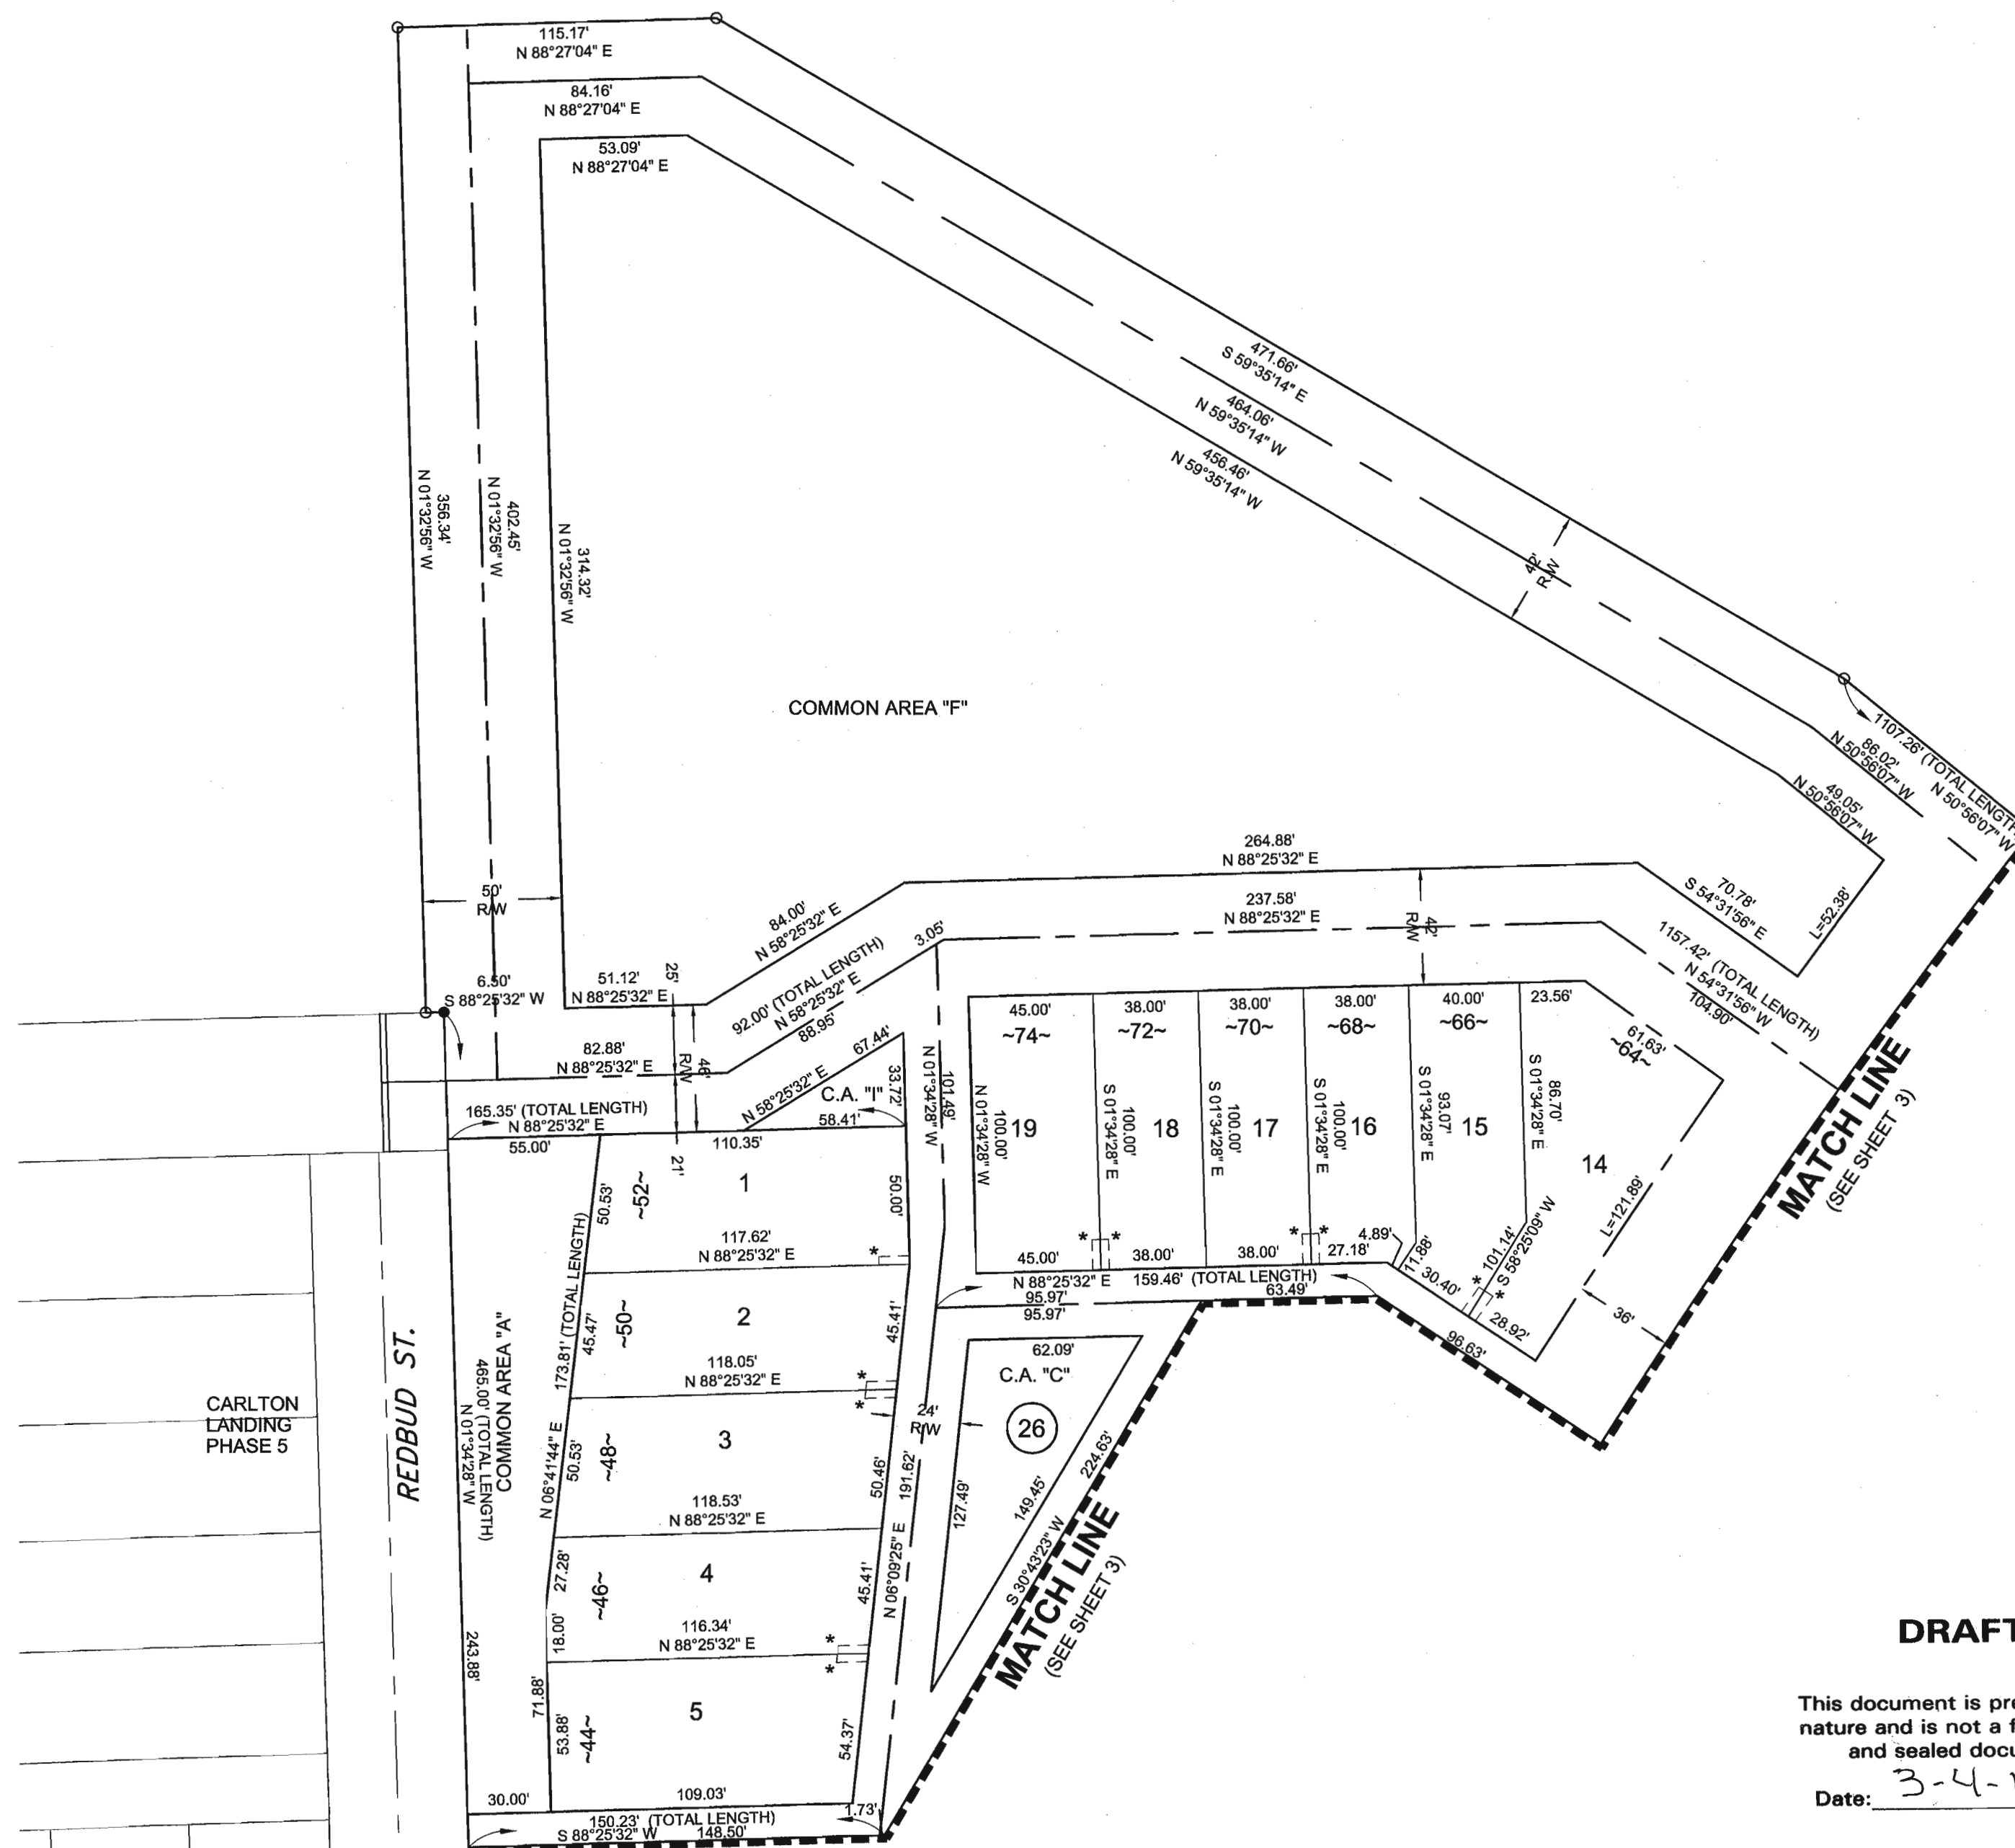 115.17'
N 88°27'04" E
84.16'
N 88°27'04" E
53.09'
N 88°27'04" E
471.66'
S 59°35'14" E
464.06'
N 59°35'14" W
456.46'
N 59°35'14" W
356.34'
N 01°32'56" W
402.45'
N 01°32'56" W
314.32'
N 01°32'56" W
42'
R/W
COMMON AREA "F"
1107.26' (TOTAL LENGTH)
N 50°56'07" W
86.02'
N 50°56'07" W
49.05'
N 50°56'07" W
264.88'
N 88°25'32" E
237.58'
N 88°25'32" E
42'
R/W
70.78'
S 54°31'56" E
L=52.38'
1157.42' (TOTAL LENGTH)
N 54°31'56" W
104.90'
50'
R/W
84.00'
N 58°25'32" E
92.00' (TOTAL LENGTH)
N 58°25'32" E
88.95'
3.05'
6.50'
S 88°25'32" W
51.12'
N 88°25'32" E
25'
46'
R/W
21'
82.88'
N 88°25'32" E
67.44'
N 58°25'32" E
33.72'
C.A. "I"
58.41'
101.49'
N 01°34'28" W
165.35' (TOTAL LENGTH)
N 88°25'32" E
55.00'
110.35'
45.00'
38.00'
38.00'
38.00'
40.00'
23.56'
~74~
~72~
~70~
~68~
~66~
61.63'
~64~
100.00'
N 01°34'28" W
19
100.00'
S 01°34'28" E
18
100.00'
S 01°34'28" E
17
100.00'
S 01°34'28" E
16
93.07'
S 01°34'28" E
15
86.70'
S 01°34'28" E
14
L=121.89'
MATCH LINE
(SEE SHEET 3)
101.14'
S 58°25'09" W
45.00'
38.00'
38.00'
27.18'
4.89'
11.88'
30.40'
28.92'
* *
* *
* *
36'
N 88°25'32" E 159.46' (TOTAL LENGTH)
95.97'
63.49'
95.97'
96.63'
1
~52~
50.53'
50.00'
117.62'
N 88°25'32" E
*
2
~50~
45.47'
45.41'
173.81' (TOTAL LENGTH)
N 06°41'44" E
118.05'
N 88°25'32" E
*
*
3
~48~
50.53'
50.46'
118.53'
N 88°25'32" E
4
~46~
27.28'
18.00'
45.41'
116.34'
N 88°25'32" E
*
*
5
~44~
71.88'
53.88'
54.37'
109.03'
30.00'
150.23' (TOTAL LENGTH)
S 88°25'32" W
148.50'
1.73'
24'
R/W
191.62'
N 06°09'25" E
62.09'
C.A. "C"
26
127.49'
149.45'
224.63'
S 30°43'23" W
MATCH LINE
(SEE SHEET 3)
COMMON AREA "A"
465.00' (TOTAL LENGTH)
N 01°34'28" W
243.88'
REDBUD ST.
CARLTON
LANDING
PHASE 5
DRAFT
This document is pre
nature and is not a f
and sealed docu
Date: 3-4-1